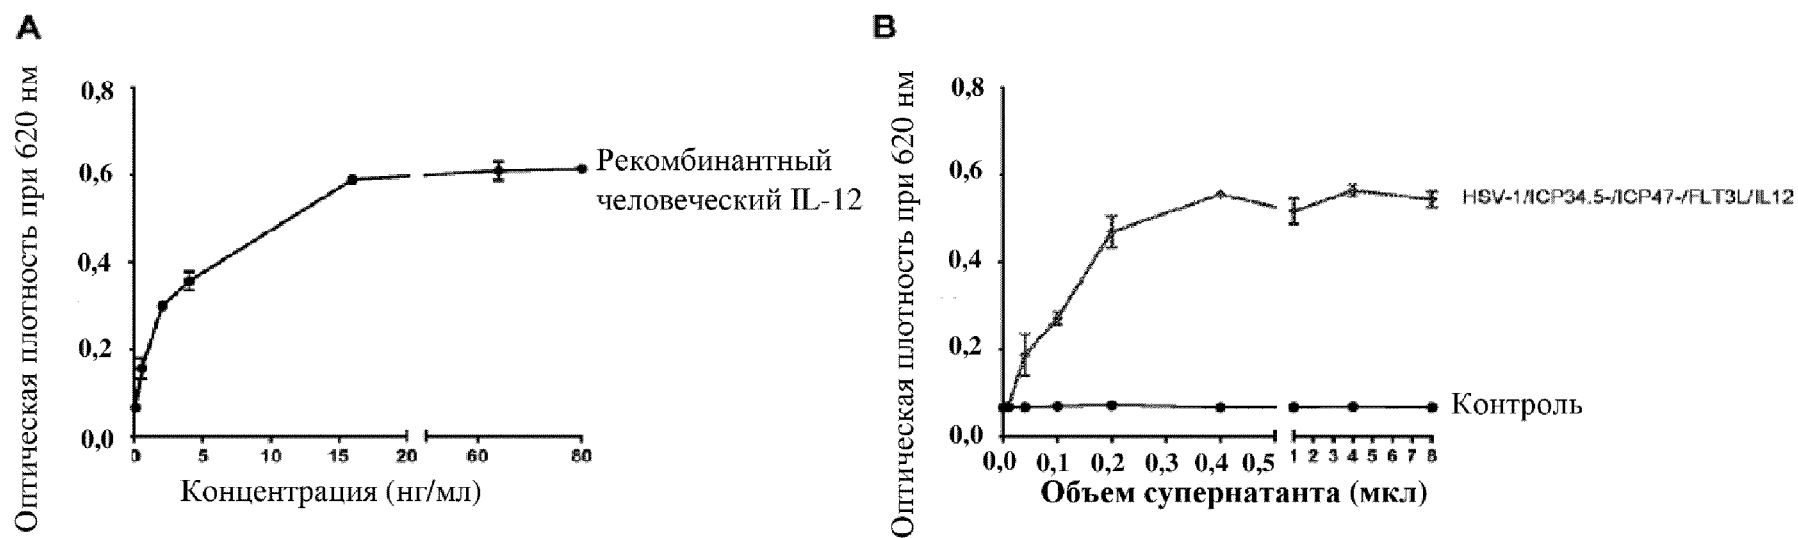 A
Оптическая плотность при 620 нм
0,8
0,6
0,4
0,2
0,0
0 5 10 15 20 60 80
Концентрация (нг/мл)
Рекомбинантный
человеческий IL-12
B
Оптическая плотность при 620 нм
0,8
0,6
0,4
0,2
0,0
0,0 0,1 0,2 0,3 0,4 0,5 1 2 3 4 5 6 7 8
Объем супернатанта (мкл)
HSV-1/ICP34.5-/ICP47-/FLT3L/IL12
Контроль